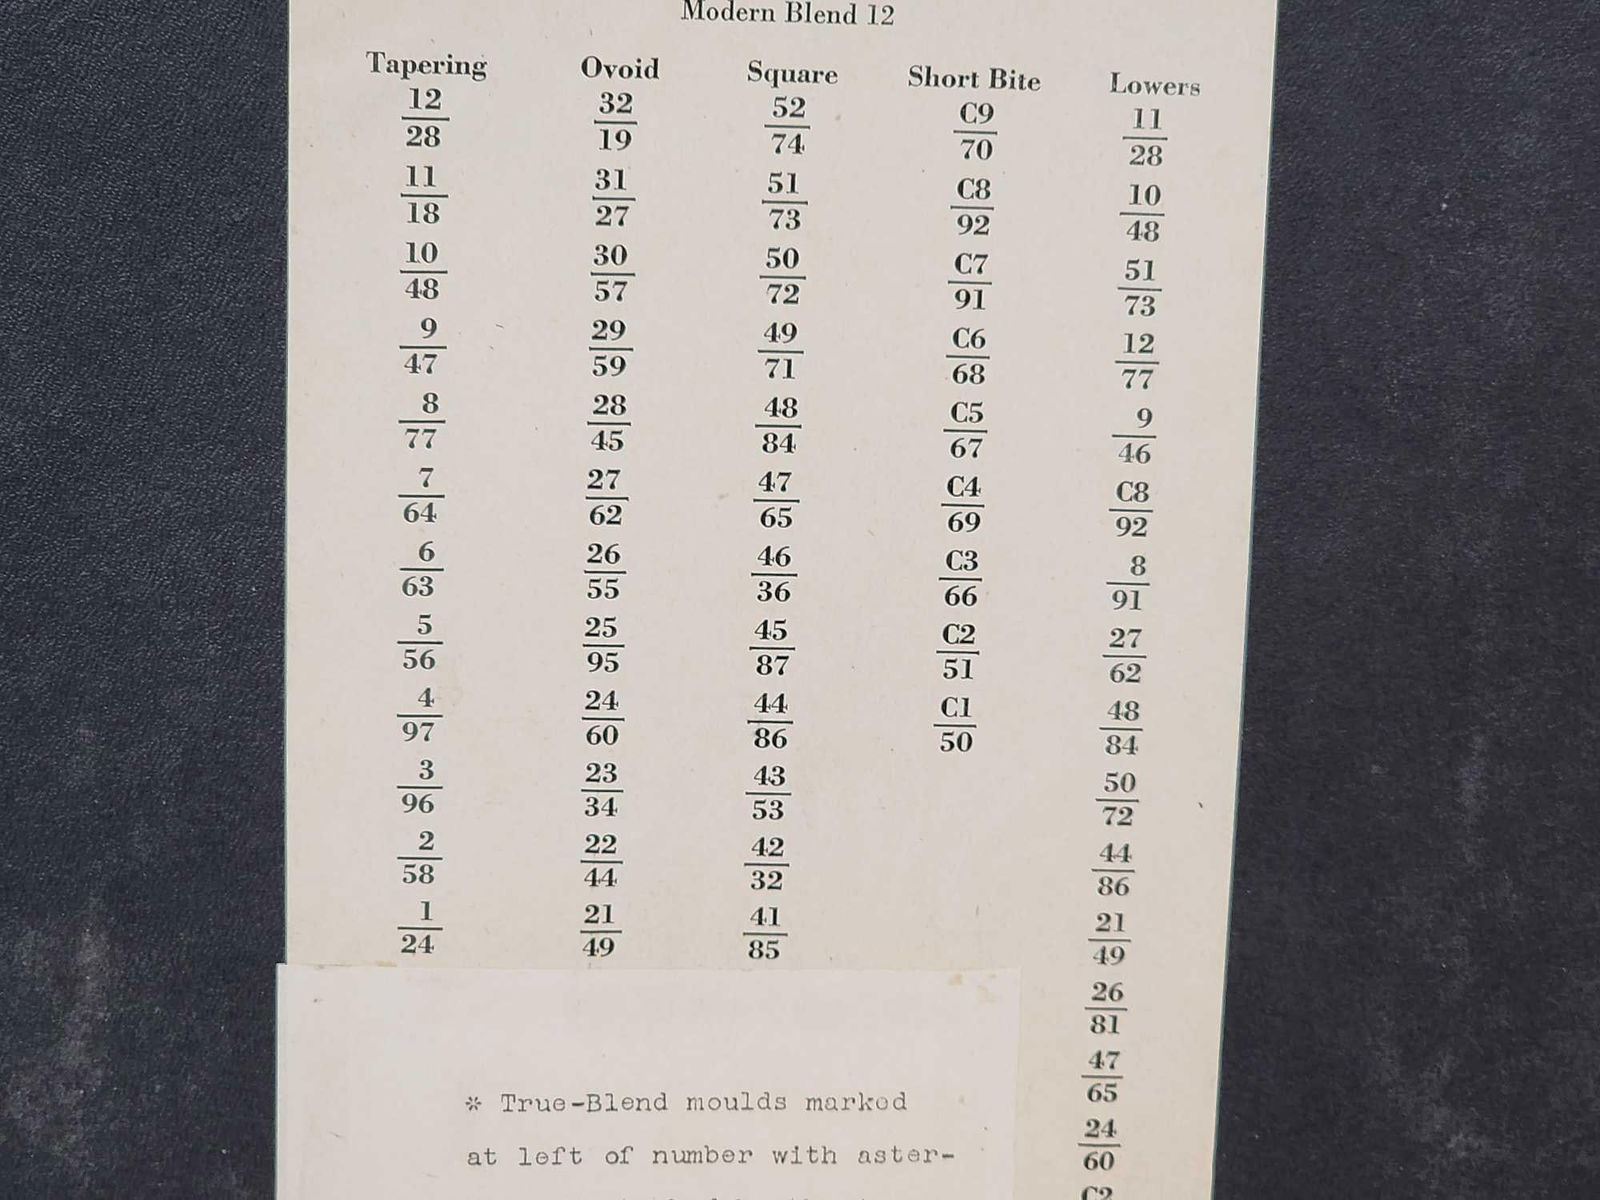 Modern Blend 12
Tapering Ovoid Square Short Bite Lowers
12 32 52 C9 11
28 19 74 70 28
11 31 51 C8 10
18 27 73 92 48
10 30 50 C7 51
48 57 72 91 73
9 29 49 C6 12
47 59 71 68 77
8 28 48 C5 9
77 45 84 67 46
7 27 47 C4 C8
64 62 65 69 92
6 26 46 C3 8
63 55 36 66 91
5 25 45 C2 27
56 95 87 51 62
4 24 44 C1 48
97 60 86 50 84
3 23 43 50
96 34 53 72
2 22 42 44
58 44 32 86
1 21 41 21
24 49 85 49
26
81
47
65
24
60
C2
* True-Blend moulds marked
at left of number with aster-